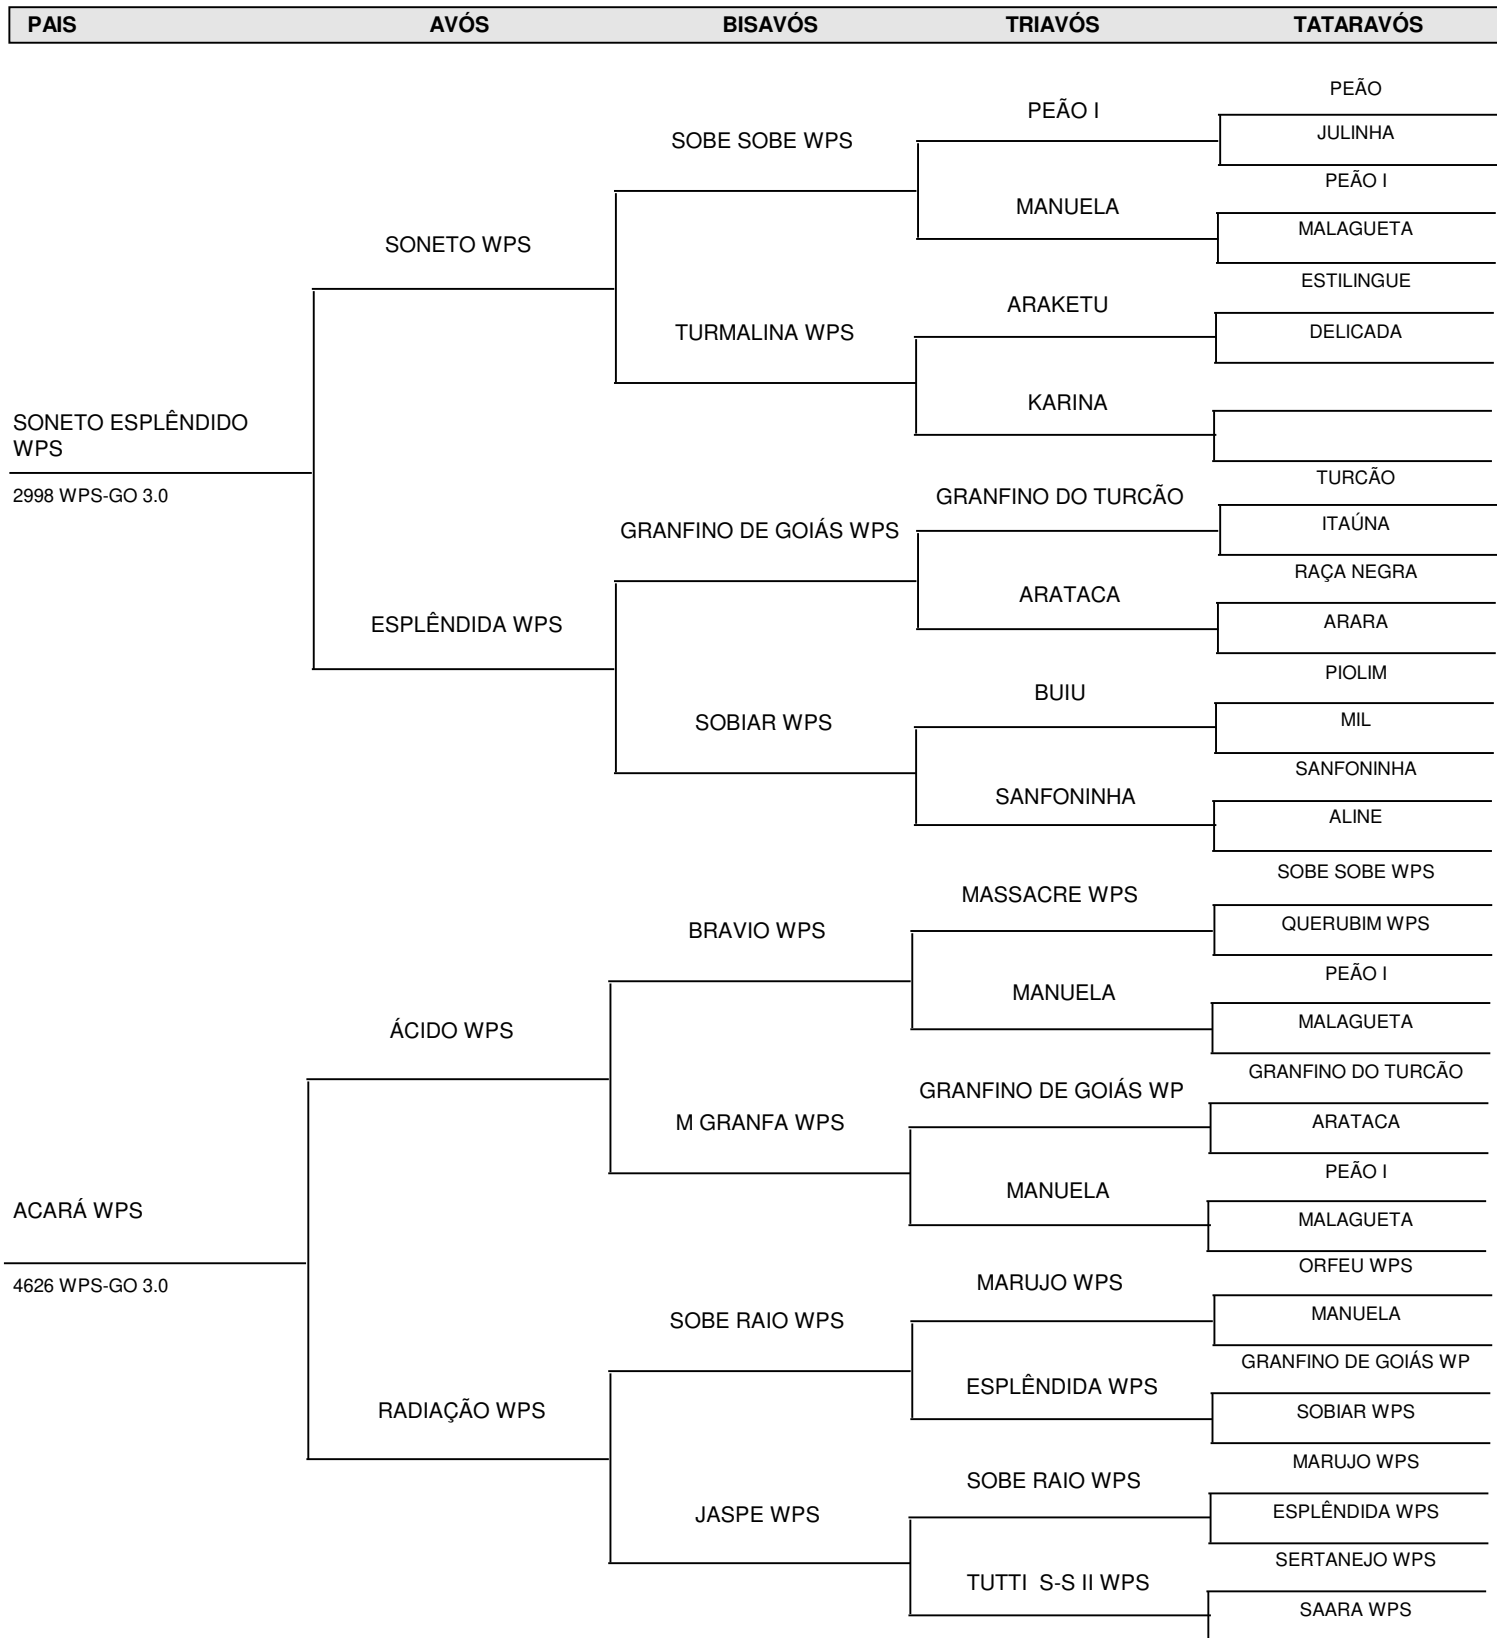 PAIS AVÓS BISAVÓS TRIAVÓS TATARAVÓS
PEÃO
PEÃO I
JULINHA
SOBE SOBE WPS
PEÃO I
MANUELA
MALAGUETA
SONETO WPS
ESTILINGUE
ARAKETU
TURMALINA WPS
DELICADA
KARINA
SONETO ESPLÊNDIDO
WPS
2998 WPS-GO 3.0
TURCÃO
GRANFINO DO TURCÃO
GRANFINO DE GOIÁS WPS
ITAÚNA
RAÇA NEGRA
ARATACA
ESPLÊNDIDA WPS
ARARA
PIOLIM
BUIU
SOBIAR WPS
MIL
SANFONINHA
SANFONINHA
ALINE
SOBE SOBE WPS
MASSACRE WPS
BRAVIO WPS
QUERUBIM WPS
PEÃO I
MANUELA
ÁCIDO WPS
MALAGUETA
GRANFINO DO TURCÃO
GRANFINO DE GOIÁS WP
M GRANFA WPS
ARATACA
PEÃO I
MANUELA
ACARÁ WPS
MALAGUETA
4626 WPS-GO 3.0
ORFEU WPS
MARUJO WPS
SOBE RAIO WPS
MANUELA
GRANFINO DE GOIÁS WP
ESPLÊNDIDA WPS
RADIAÇÃO WPS
SOBIAR WPS
MARUJO WPS
SOBE RAIO WPS
JASPE WPS
ESPLÊNDIDA WPS
SERTANEJO WPS
TUTTI S-S II WPS
SAARA WPS